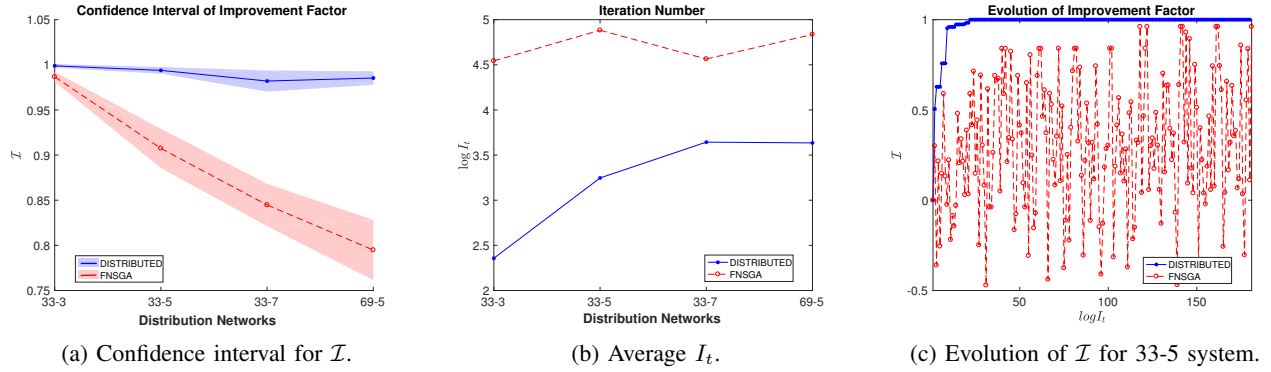 Confidence Interval of Improvement Factor
1.05
1
0.95
0.9
0.85
0.8
0.75
ℐ
DISTRIBUTED
FNSGA
33-3 33-5 33-7 69-5
Distribution Networks
(a) Confidence interval for ℐ.
Iteration Number
5
4.5
4
3.5
3
2.5
2
log I_t
DISTRIBUTED
FNSGA
33-3 33-5 33-7 69-5
Distribution Networks
(b) Average I_t.
Evolution of Improvement Factor
1
0.5
0
-0.5
ℐ
DISTRIBUTED
FNSGA
50 100 150
logI_t
(c) Evolution of ℐ for 33-5 system.